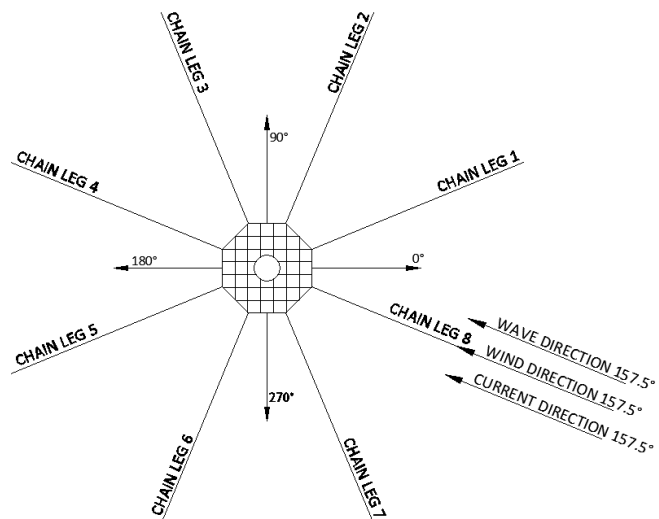 CHAIN LEG 3
CHAIN LEG 2
90°
CHAIN LEG 4
CHAIN LEG 1
180°
0°
CHAIN LEG 5
CHAIN LEG 8
WAVE DIRECTION 157.5°
WIND DIRECTION 157.5°
CURRENT DIRECTION 157.5°
270°
CHAIN LEG 6
CHAIN LEG 7